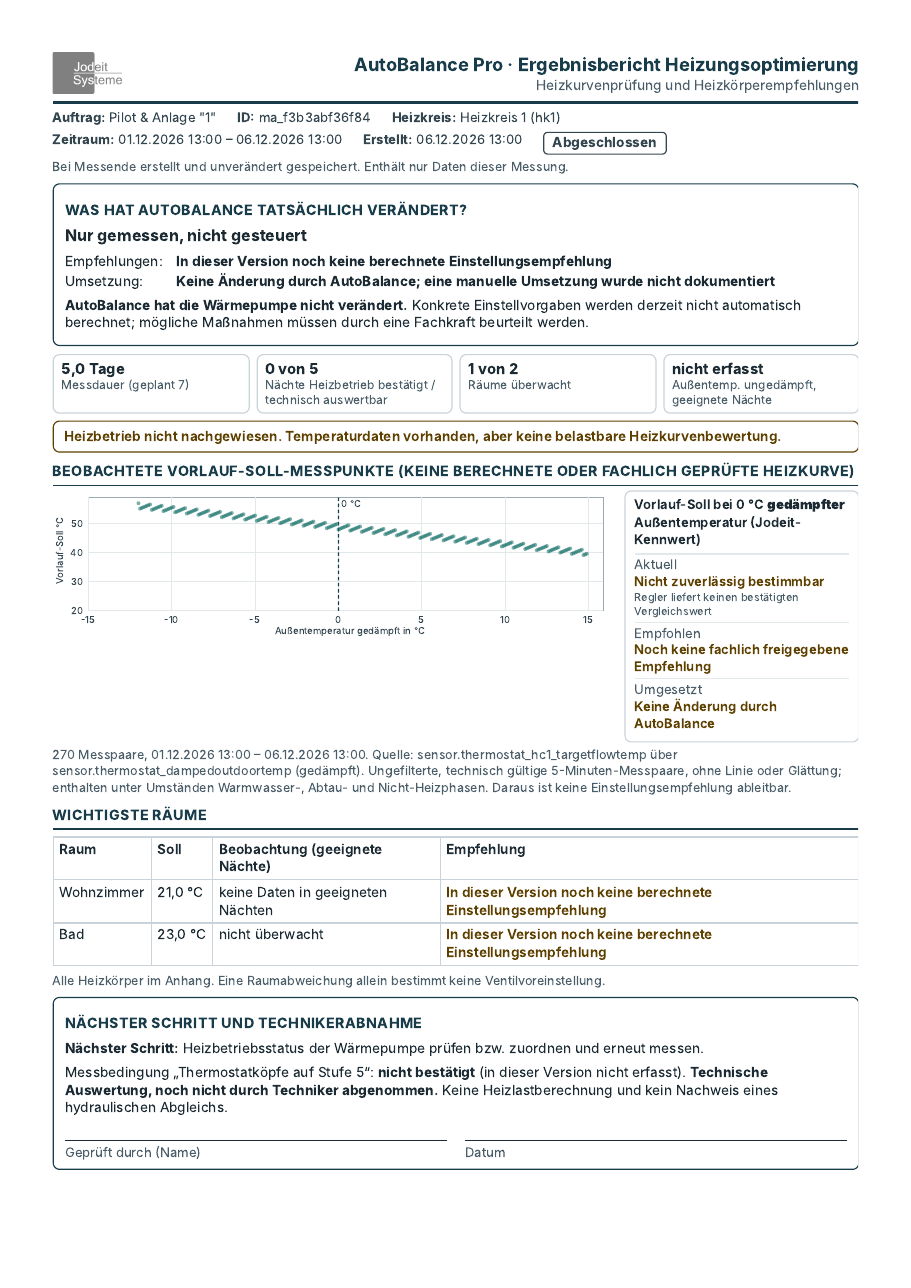 Jodeit
Systeme
AutoBalance Pro · Ergebnisbericht Heizungsoptimierung
Heizkurvenprüfung und Heizkörperempfehlungen
Auftrag: Pilot & Anlage "1" ID: ma_f3b3abf36f84 Heizkreis: Heizkreis 1 (hk1)
Zeitraum: 01.12.2026 13:00 – 06.12.2026 13:00 Erstellt: 06.12.2026 13:00 Abgeschlossen
Bei Messende erstellt und unverändert gespeichert. Enthält nur Daten dieser Messung.
WAS HAT AUTOBALANCE TATSÄCHLICH VERÄNDERT?
Nur gemessen, nicht gesteuert
Empfehlungen: In dieser Version noch keine berechnete Einstellungsempfehlung
Umsetzung: Keine Änderung durch AutoBalance; eine manuelle Umsetzung wurde nicht dokumentiert
AutoBalance hat die Wärmepumpe nicht verändert. Konkrete Einstellvorgaben werden derzeit nicht automatisch
berechnet; mögliche Maßnahmen müssen durch eine Fachkraft beurteilt werden.
5,0 Tage
Messdauer (geplant 7)
0 von 5
Nächte Heizbetrieb bestätigt /
technisch auswertbar
1 von 2
Räume überwacht
nicht erfasst
Außentemp. ungedämpft,
geeignete Nächte
Heizbetrieb nicht nachgewiesen. Temperaturdaten vorhanden, aber keine belastbare Heizkurvenbewertung.
BEOBACHTETE VORLAUF-SOLL-MESSPUNKTE (KEINE BERECHNETE ODER FACHLICH GEPRÜFTE HEIZKURVE)
Vorlauf-Soll °C
50
40
30
20
0 °C
-15 -10 -5 0 5 10 15
Außentemperatur gedämpft in °C
Vorlauf-Soll bei 0 °C gedämpfter
Außentemperatur (Jodeit-
Kennwert)
Aktuell
Nicht zuverlässig bestimmbar
Regler liefert keinen bestätigten
Vergleichswert
Empfohlen
Noch keine fachlich freigegebene
Empfehlung
Umgesetzt
Keine Änderung durch
AutoBalance
270 Messpaare, 01.12.2026 13:00 – 06.12.2026 13:00. Quelle: sensor.thermostat_hc1_targetflowtemp über
sensor.thermostat_dampedoutdoortemp (gedämpft). Ungefilterte, technisch gültige 5-Minuten-Messpaare, ohne Linie oder Glättung;
enthalten unter Umständen Warmwasser-, Abtau- und Nicht-Heizphasen. Daraus ist keine Einstellungsempfehlung ableitbar.
WICHTIGSTE RÄUME
Raum Soll Beobachtung (geeignete Empfehlung
Nächte)
Wohnzimmer 21,0 °C keine Daten in geeigneten In dieser Version noch keine berechnete
Nächten Einstellungsempfehlung
Bad 23,0 °C nicht überwacht In dieser Version noch keine berechnete
Einstellungsempfehlung
Alle Heizkörper im Anhang. Eine Raumabweichung allein bestimmt keine Ventilvoreinstellung.
NÄCHSTER SCHRITT UND TECHNIKERABNAHME
Nächster Schritt: Heizbetriebsstatus der Wärmepumpe prüfen bzw. zuordnen und erneut messen.
Messbedingung „Thermostatköpfe auf Stufe 5“: nicht bestätigt (in dieser Version nicht erfasst). Technische
Auswertung, noch nicht durch Techniker abgenommen. Keine Heizlastberechnung und kein Nachweis eines
hydraulischen Abgleichs.
Geprüft durch (Name) Datum